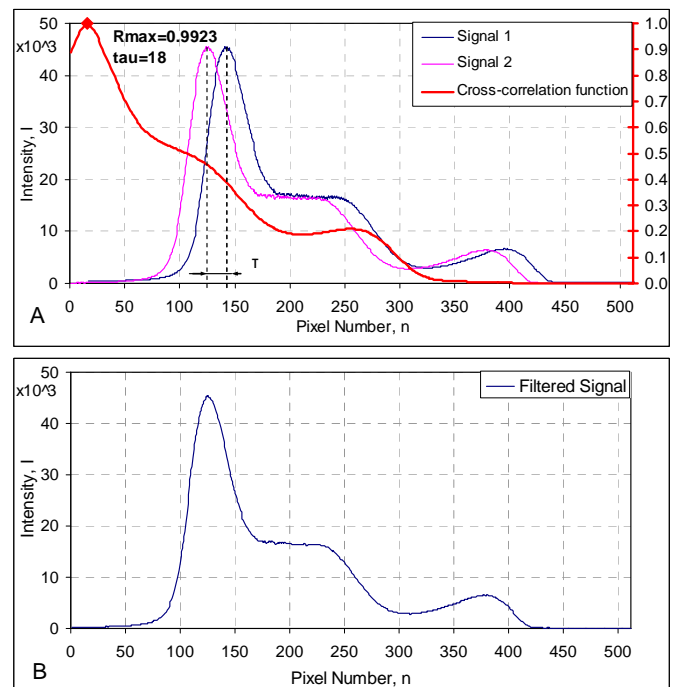 50
x10^3
40
30
20
10
0
Intensity, I
Rmax=0.9923
tau=18
Signal 1
Signal 2
Cross-correlation function
1.0
0.9
0.8
0.7
0.6
0.5
0.4
0.3
0.2
0.1
0.0
T
0 50 100 150 200 250 300 350 400 450 500
A
Pixel Number, n
50
x10^3
40
30
20
10
0
Intensity, I
Filtered Signal
0 50 100 150 200 250 300 350 400 450 500
B
Pixel Number, n